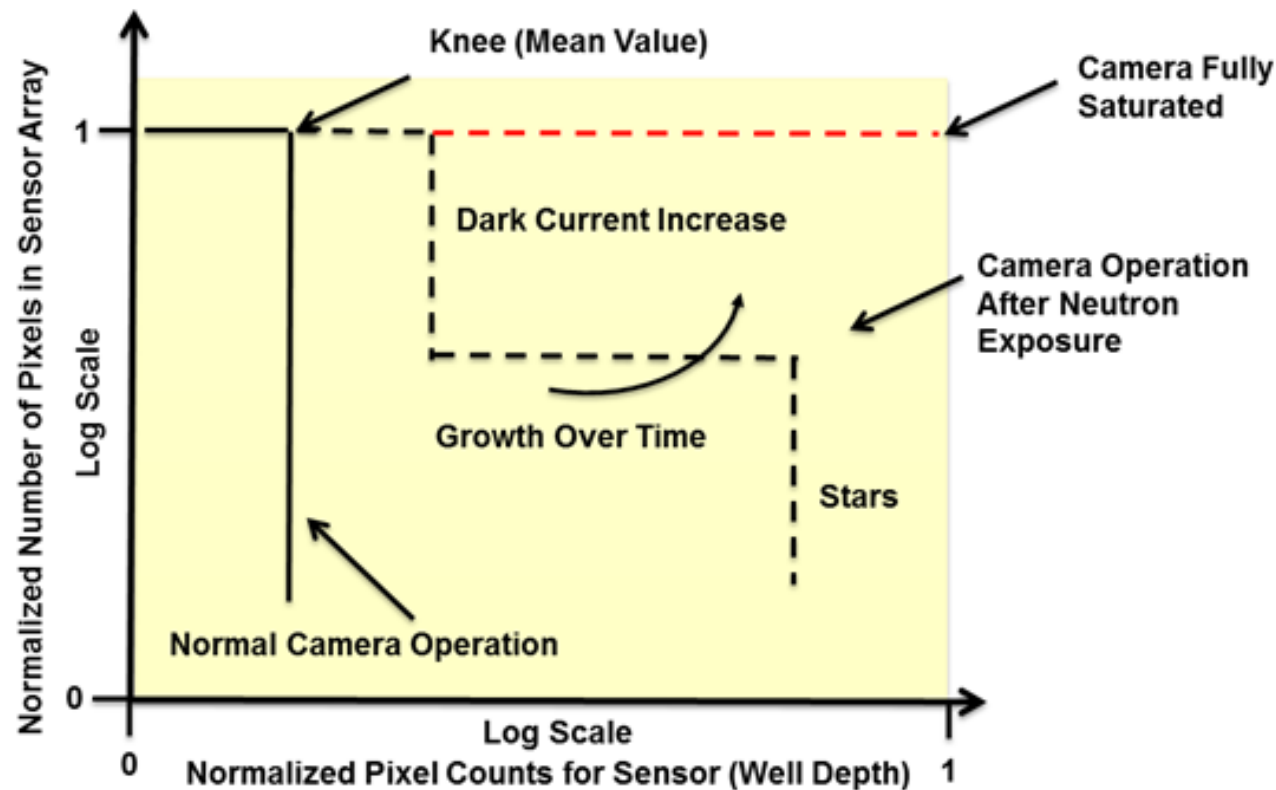 Knee (Mean Value)
Camera Fully
Saturated
1
Dark Current Increase
Camera Operation
After Neutron
Exposure
Growth Over Time
Stars
Normal Camera Operation
Normalized Number of Pixels in Sensor Array
Log Scale
0
Log Scale
0
Normalized Pixel Counts for Sensor (Well Depth)
1